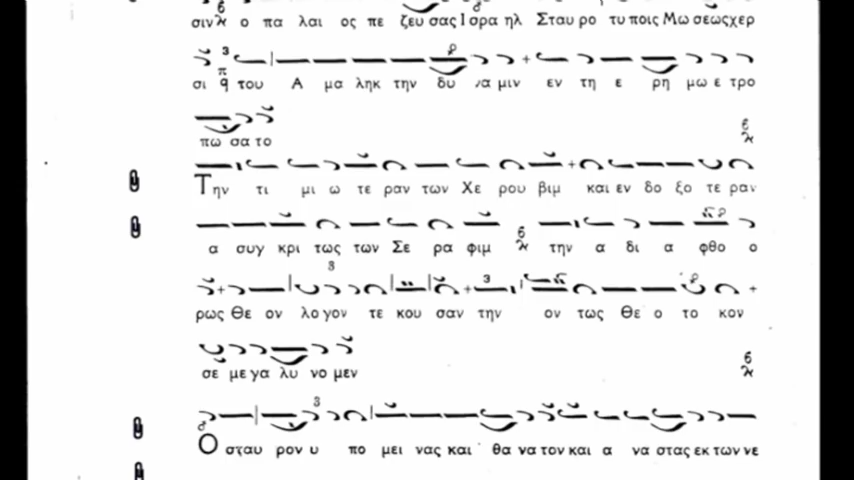 σιν ο πα λαι ος πε ζευ σας Ι σρα ηλ Σταυ ρο τυ ποις Μω σεως χερ
σι του Α μα ληκ την δυ να μιν εν τη ε ρη μω ε τρο
πω σα το
Την τι μι ω τε ραν των Χε ρου βιμ και εν δο ξο τε ραν
α συγ κρι τως των Σε ρα φιμ την α δι α φθο ο
ρως Θε ον λο γον τε κου σαν την ον τως Θε ο το κον
σε με γα λυ νο μεν
Ο σταυ ρον υ πο μει νας και θα να τον και α να στας εκ των νε